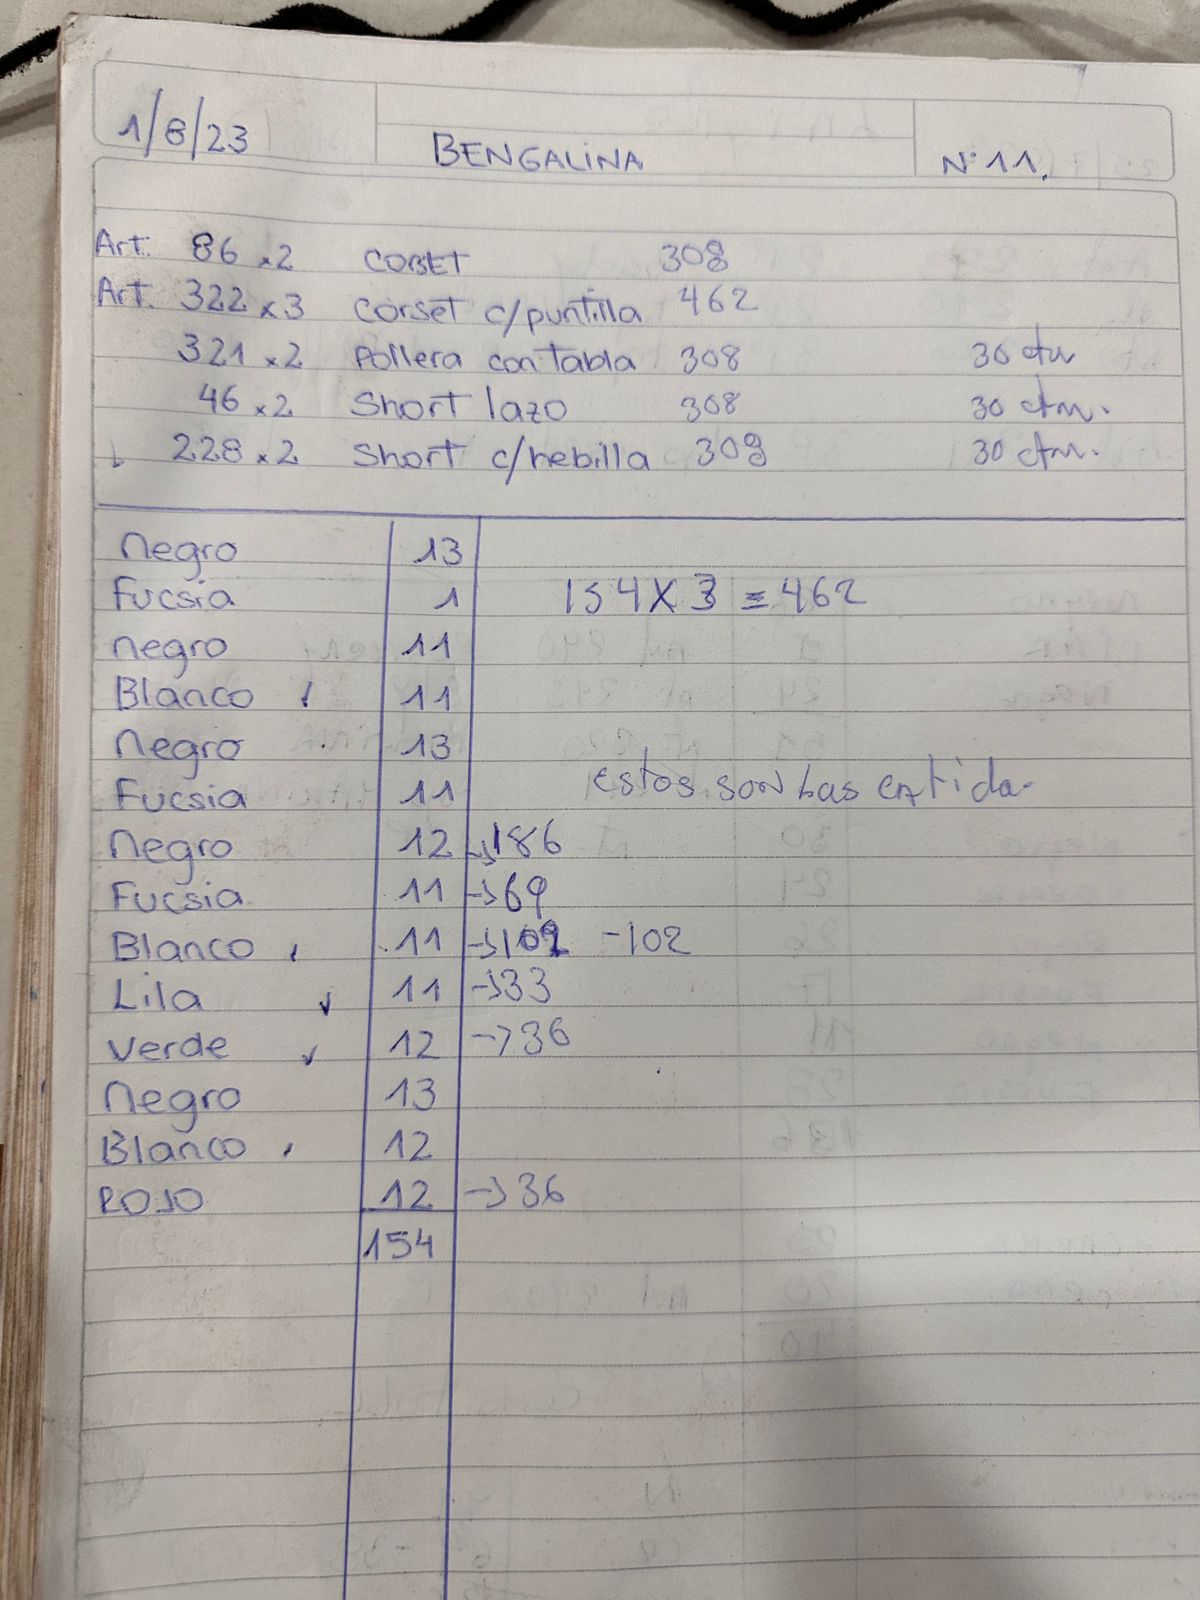 1/8/23 BENGALINA Nº 11.
Art. 86 x2 COBET 308
Art. 322 x3 Corset c/puntilla 462
321 x2 Pollera con tabla 308 30 ctm
46 x2 Short lazo 308 30 ctm.
228 x2 Short c/hebilla 308 30 ctm.
Negro 13
Fucsia 1 154 X 3 = 462
Negro 11
Blanco 11
Negro 13
Fucsia 11 estos son Las
Negro 12 → 186
Fucsia 11 → 69
Blanco 11 → 102 -102
Lila ✓ 11 → 33
Verde ✓ 12 → 36
Negro 13
Blanco 12
ROJO 12 → 36
154